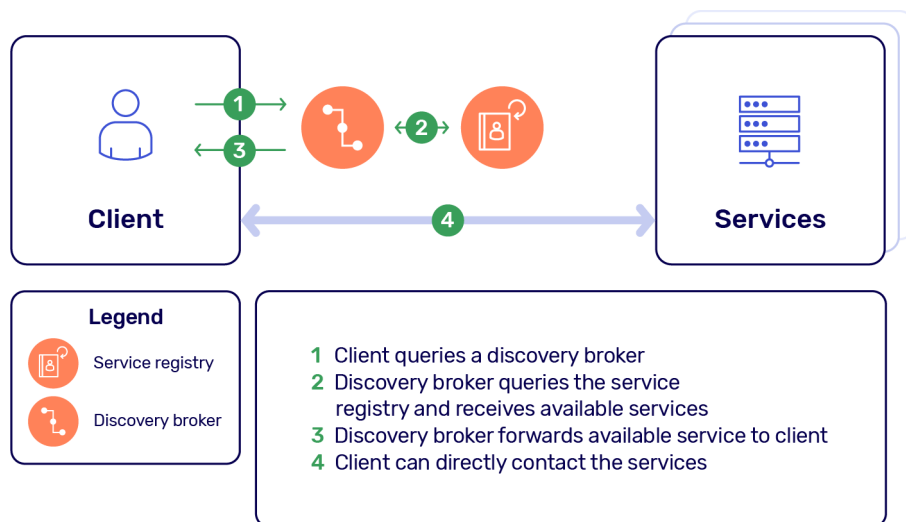 1
2
3
4
Client
Services
Legend
Service registry
Discovery broker
1 Client queries a discovery broker
2 Discovery broker queries the service
registry and receives available services
3 Discovery broker forwards available service to client
4 Client can directly contact the services